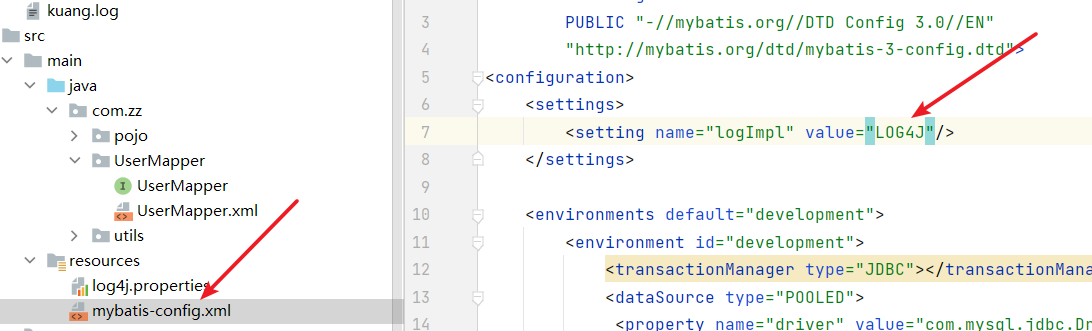 kuang.log
src
main
java
com.zz
pojo
UserMapper
I UserMapper
UserMapper.xml
utils
resources
log4j.properties
mybatis-config.xml
3 PUBLIC "-//mybatis.org//DTD Config 3.0//EN"
4 "http://mybatis.org/dtd/mybatis-3-config.dtd">
5 <configuration>
6 <settings>
7 <setting name="logImpl" value="LOG4J"/>
8 </settings>
9
10 <environments default="development">
11 <environment id="development">
12 <transactionManager type="JDBC"></transactionMana
13 <dataSource type="POOLED">
14 <property name="driver" value="com.mysql.jdbc.Dr